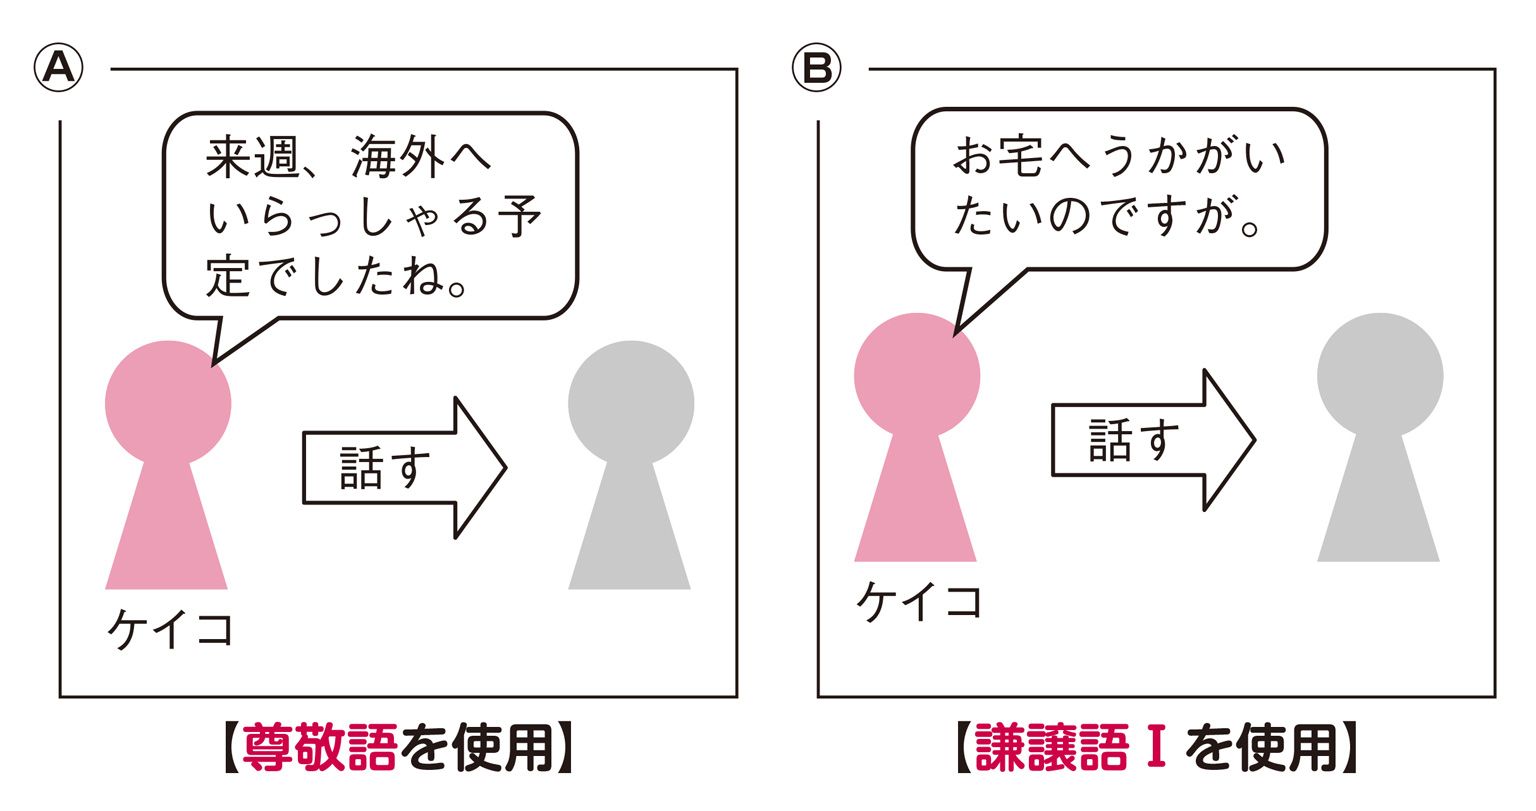 A
来週、海外へ
いらっしゃる予
定でしたね。
話す
ケイコ
【尊敬語を使用】
B
お宅へうかがい
たいのですが。
話す
ケイコ
【謙譲語Ⅰを使用】